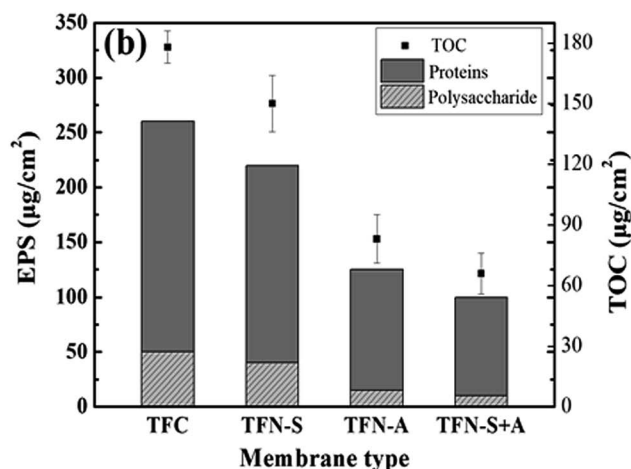 (b)
TOC
Proteins
Polysaccharide
EPS (µg/cm²)
350
300
250
200
150
100
50
0
TOC (µg/cm²)
180
150
120
90
60
30
0
TFC TFN-S TFN-A TFN-S+A
Membrane type